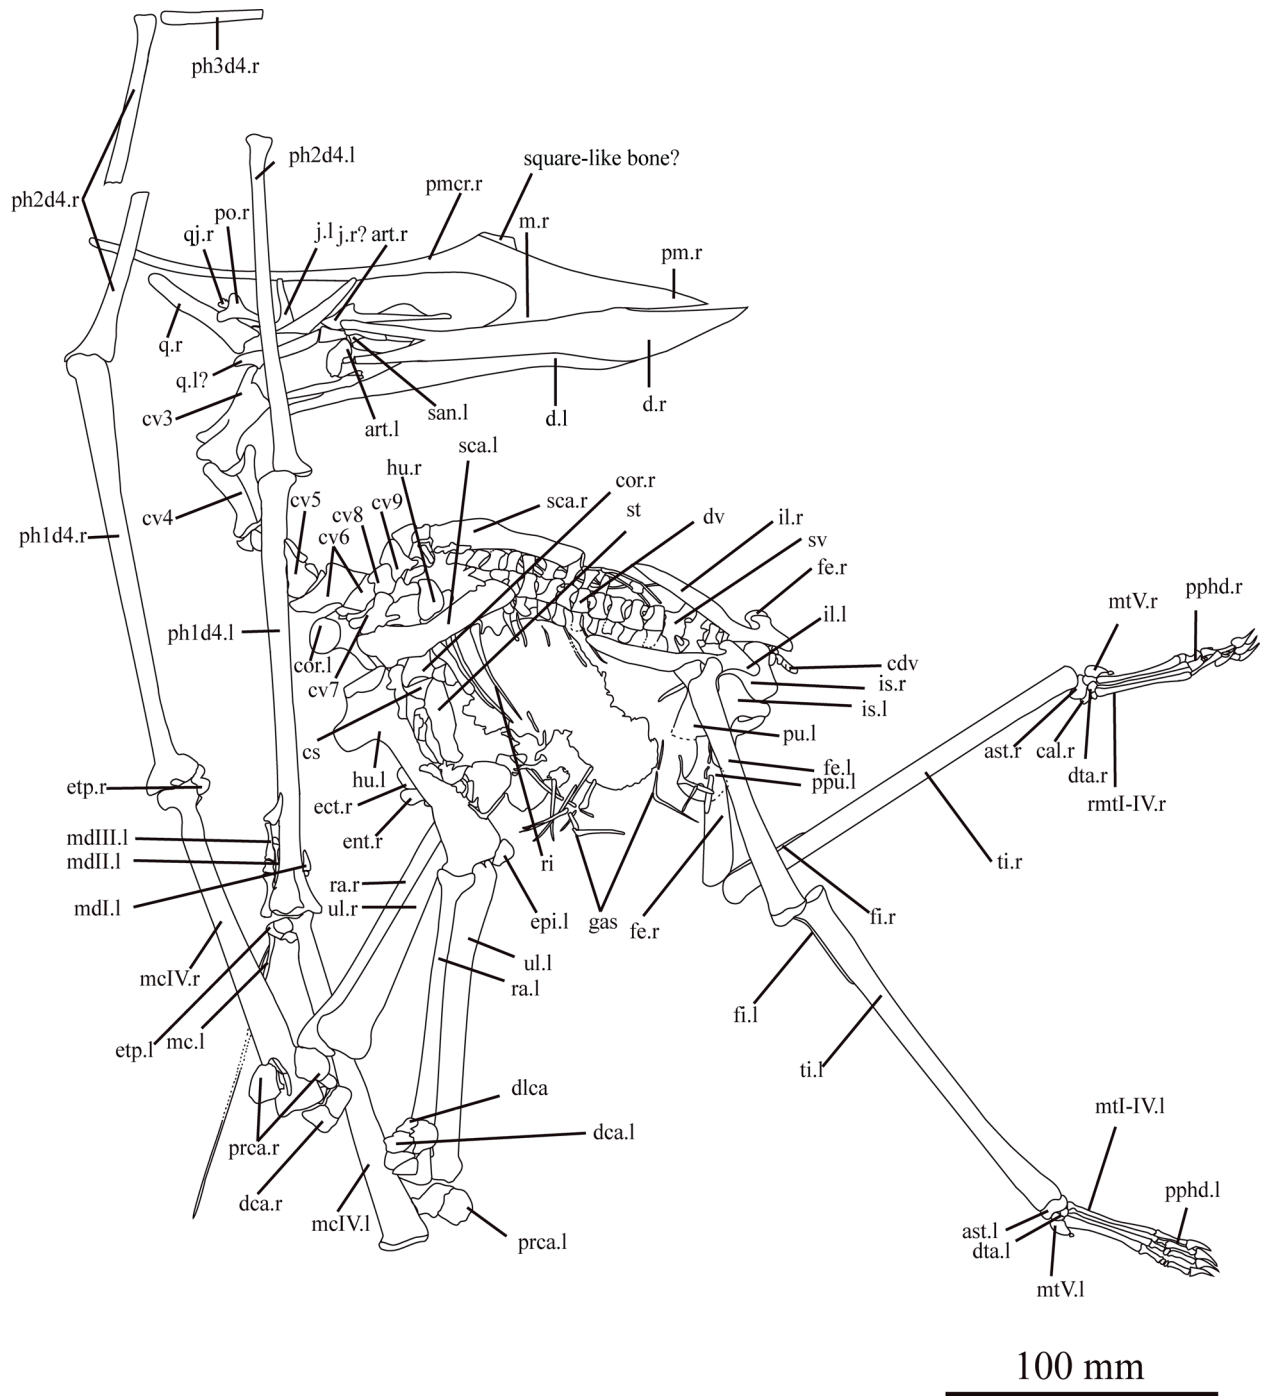 ph3d4.r
ph2d4.l
square-like bone?
pmcr.r
ph2d4.r
po.r
m.r
qj.r
j.l
j.r?
art.r
pm.r
q.r
q.l?
cv3
san.l
d.l
d.r
art.l
sca.l
hu.r
cor.r
cv5
cv9
sca.r
st
cv4
cv8
dv
il.r
cv6
sv
ph1d4.r
fe.r
pphd.r
mtV.r
il.l
ph1d4.l
cor.l
cdv
is.r
cv7
is.l
pu.l
cs
ast.r
cal.r
fe.l
hu.l
dta.r
ppu.l
etp.r
ect.r
rmtI-IV.r
ent.r
mdIII.l
mdII.l
ri
ti.r
ra.r
mdI.l
ul.r
epi.l
gas
fe.r
fi.r
ul.l
mcIV.r
ra.l
fi.l
etp.l
mc.l
ti.l
dlca
mtI-IV.l
dca.l
prca.r
pphd.l
dca.r
mcIV.l
ast.l
prca.l
dta.l
mtV.l
100 mm